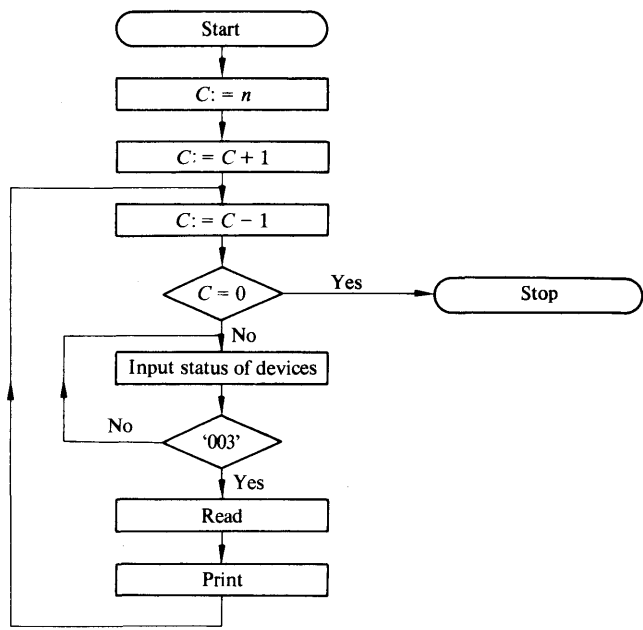 Start
C: = n
C: = C + 1
C: = C − 1
C = 0
Yes
Stop
No
Input status of devices
No
‘003’
Yes
Read
Print